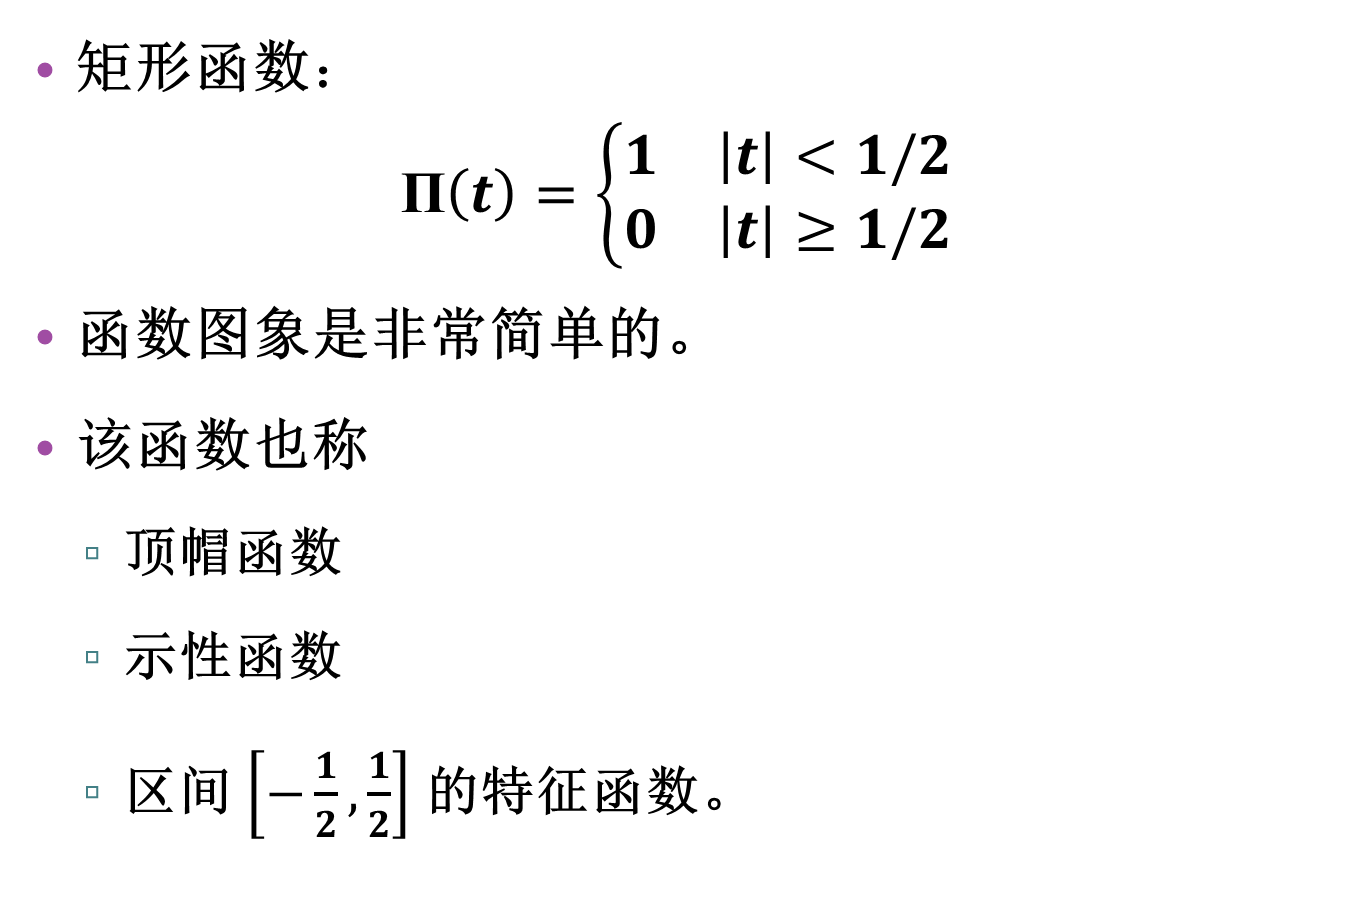 • 矩形函数：
Π(t) = {1 |t| < 1/2
0 |t| ≥ 1/2
• 函数图象是非常简单的。
• 该函数也称
▫ 顶帽函数
▫ 示性函数
▫ 区间 [−1/2, 1/2] 的特征函数。